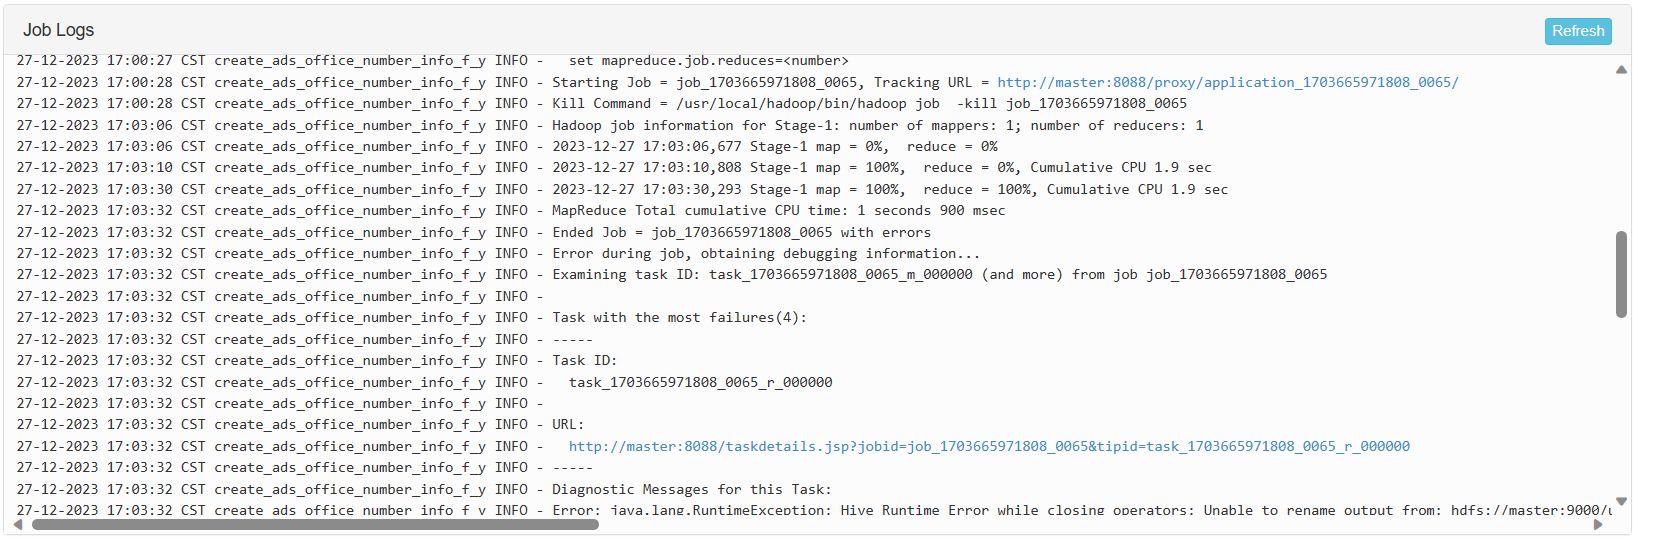 Job Logs
Refresh
27-12-2023 17:00:27 CST create_ads_office_number_info_f_y INFO -   set mapreduce.job.reduces=<number>
27-12-2023 17:00:28 CST create_ads_office_number_info_f_y INFO - Starting Job = job_1703665971808_0065, Tracking URL = http://master:8088/proxy/application_1703665971808_0065/
27-12-2023 17:00:28 CST create_ads_office_number_info_f_y INFO - Kill Command = /usr/local/hadoop/bin/hadoop job  -kill job_1703665971808_0065
27-12-2023 17:03:06 CST create_ads_office_number_info_f_y INFO - Hadoop job information for Stage-1: number of mappers: 1; number of reducers: 1
27-12-2023 17:03:06 CST create_ads_office_number_info_f_y INFO - 2023-12-27 17:03:06,677 Stage-1 map = 0%,  reduce = 0%
27-12-2023 17:03:10 CST create_ads_office_number_info_f_y INFO - 2023-12-27 17:03:10,808 Stage-1 map = 100%,  reduce = 0%, Cumulative CPU 1.9 sec
27-12-2023 17:03:30 CST create_ads_office_number_info_f_y INFO - 2023-12-27 17:03:30,293 Stage-1 map = 100%,  reduce = 100%, Cumulative CPU 1.9 sec
27-12-2023 17:03:32 CST create_ads_office_number_info_f_y INFO - MapReduce Total cumulative CPU time: 1 seconds 900 msec
27-12-2023 17:03:32 CST create_ads_office_number_info_f_y INFO - Ended Job = job_1703665971808_0065 with errors
27-12-2023 17:03:32 CST create_ads_office_number_info_f_y INFO - Error during job, obtaining debugging information...
27-12-2023 17:03:32 CST create_ads_office_number_info_f_y INFO - Examining task ID: task_1703665971808_0065_m_000000 (and more) from job job_1703665971808_0065
27-12-2023 17:03:32 CST create_ads_office_number_info_f_y INFO -
27-12-2023 17:03:32 CST create_ads_office_number_info_f_y INFO - Task with the most failures(4):
27-12-2023 17:03:32 CST create_ads_office_number_info_f_y INFO - -----
27-12-2023 17:03:32 CST create_ads_office_number_info_f_y INFO - Task ID:
27-12-2023 17:03:32 CST create_ads_office_number_info_f_y INFO -   task_1703665971808_0065_r_000000
27-12-2023 17:03:32 CST create_ads_office_number_info_f_y INFO -
27-12-2023 17:03:32 CST create_ads_office_number_info_f_y INFO - URL:
27-12-2023 17:03:32 CST create_ads_office_number_info_f_y INFO -   http://master:8088/taskdetails.jsp?jobid=job_1703665971808_0065&tipid=task_1703665971808_0065_r_000000
27-12-2023 17:03:32 CST create_ads_office_number_info_f_y INFO - -----
27-12-2023 17:03:32 CST create_ads_office_number_info_f_y INFO - Diagnostic Messages for this Task:
27-12-2023 17:03:32 CST create_ads_office_number_info_f_y INFO - Error: java.lang.RuntimeException: Hive Runtime Error while closing operators: Unable to rename output from: hdfs://master:9000/u